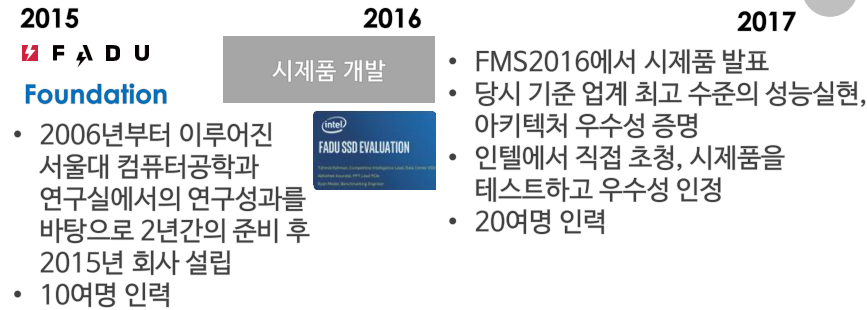 2015
2016
2017
FADU
Foundation
시제품 개발
• 2006년부터 이루어진
서울대 컴퓨터공학과
연구실에서의 연구성과를
바탕으로 2년간의 준비 후
2015년 회사 설립
• 10여명 인력
intel
FADU SSD EVALUATION
• FMS2016에서 시제품 발표
• 당시 기준 업계 최고 수준의 성능실현,
아키텍처 우수성 증명
• 인텔에서 직접 초청, 시제품을
테스트하고 우수성 인정
• 20여명 인력